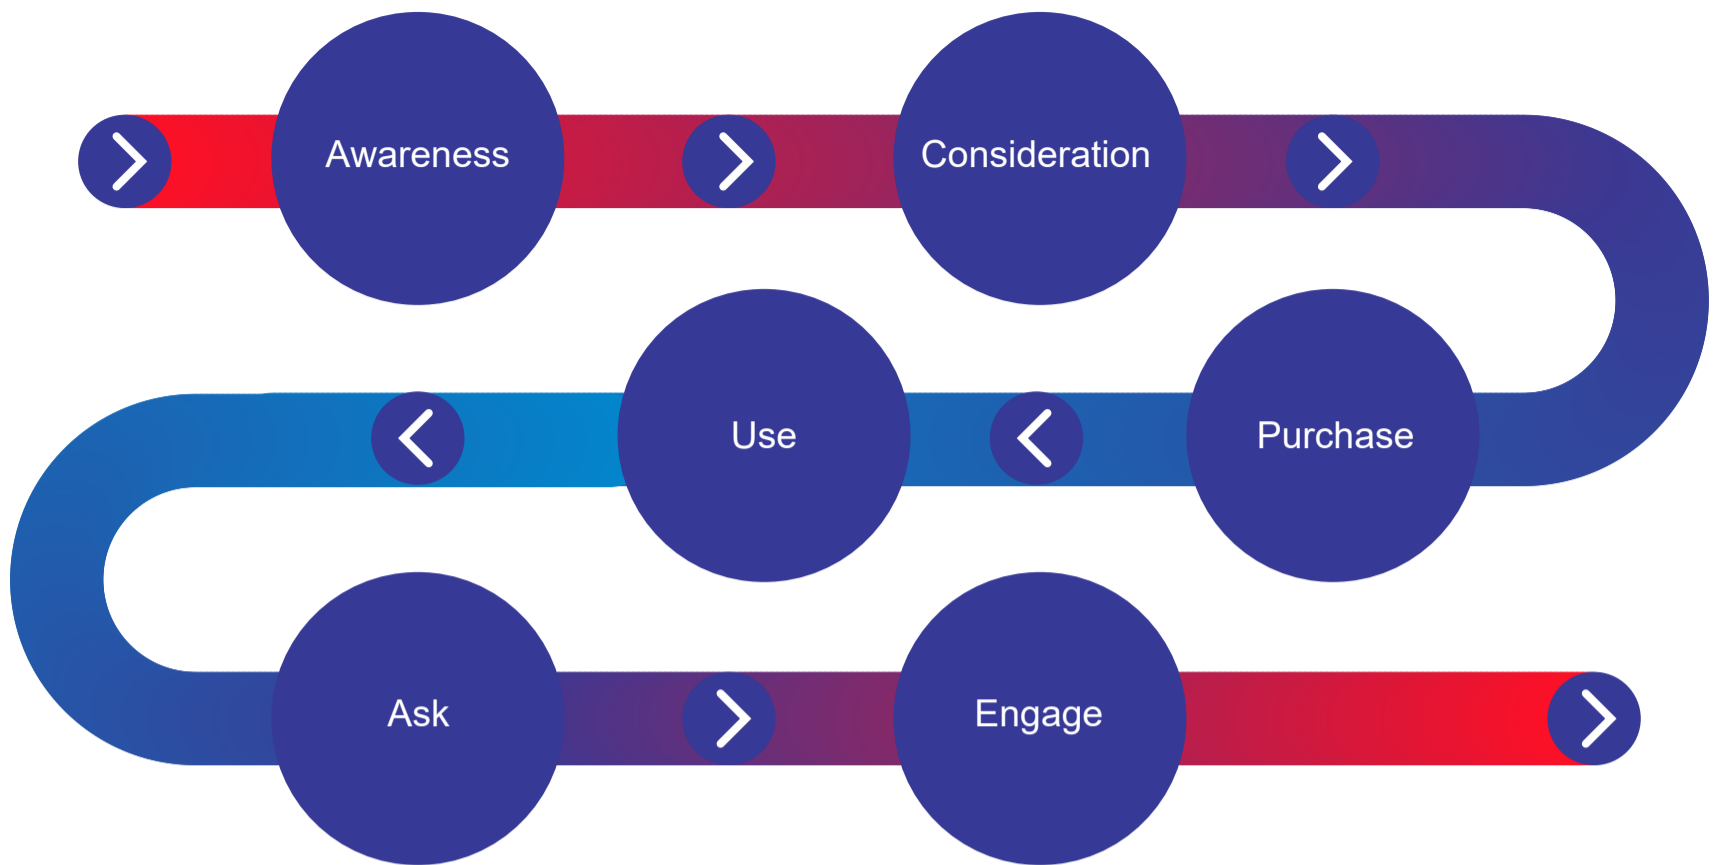 Awareness
Consideration
Use
Purchase
Ask
Engage